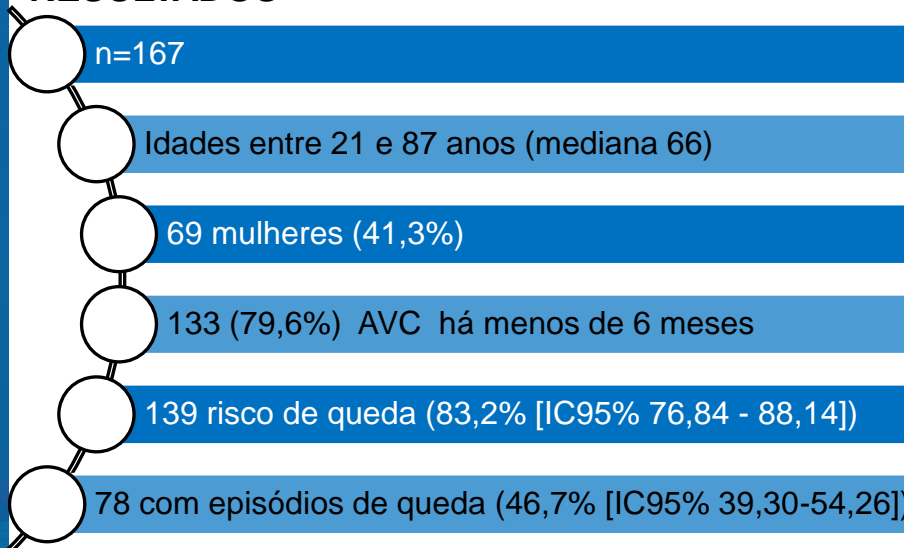 RESULTADOS
n=167
Idades entre 21 e 87 anos (mediana 66)
69 mulheres (41,3%)
133 (79,6%) AVC há menos de 6 meses
139 risco de queda (83,2% [IC95% 76,84 - 88,14])
78 com episódios de queda (46,7% [IC95% 39,30-54,26])